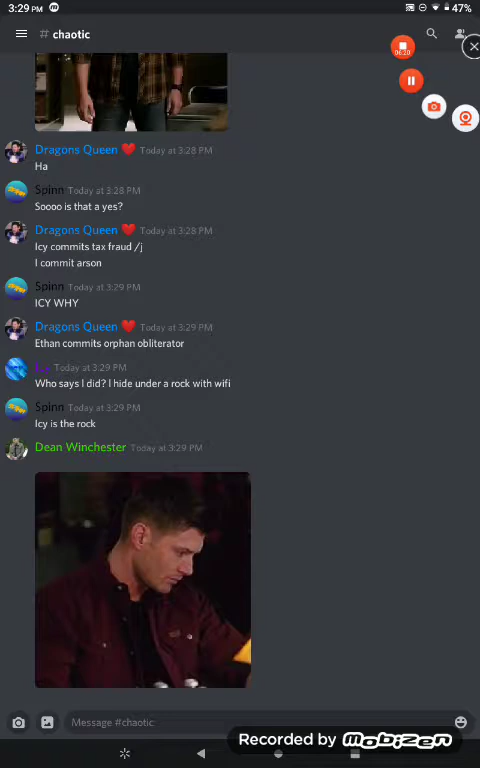 3:29 PM
47%
# chaotic
06:20
Dragons Queen ❤️ Today at 3:28 PM
Ha
Spinn Today at 3:28 PM
Soooo is that a yes?
Dragons Queen ❤️ Today at 3:28 PM
Icy commits tax fraud /j
I commit arson
Spinn Today at 3:29 PM
ICY WHY
Dragons Queen ❤️ Today at 3:29 PM
Ethan commits orphan obliterator
Today at 3:29 PM
Who says I did? I hide under a rock with wifi
Spinn Today at 3:29 PM
Icy is the rock
Dean Winchester Today at 3:29 PM
Message #chaotic
Recorded by Mobizen